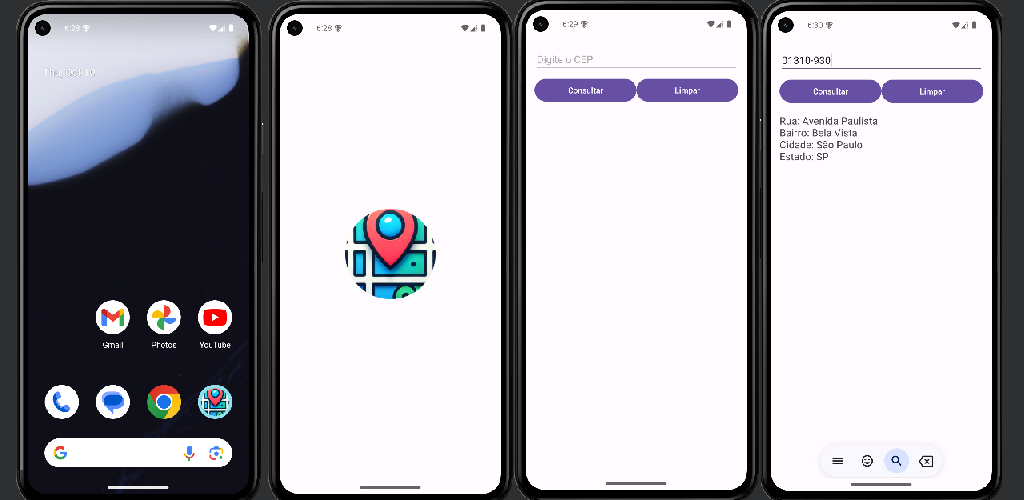 6:28
Thu, Oct 10
Gmail
Photos
YouTube
6:28
6:29
Digite o CEP
Consultar
Limpar
6:30
01310-930
Consultar
Limpar
Rua: Avenida Paulista
Bairro: Bela Vista
Cidade: São Paulo
Estado: SP